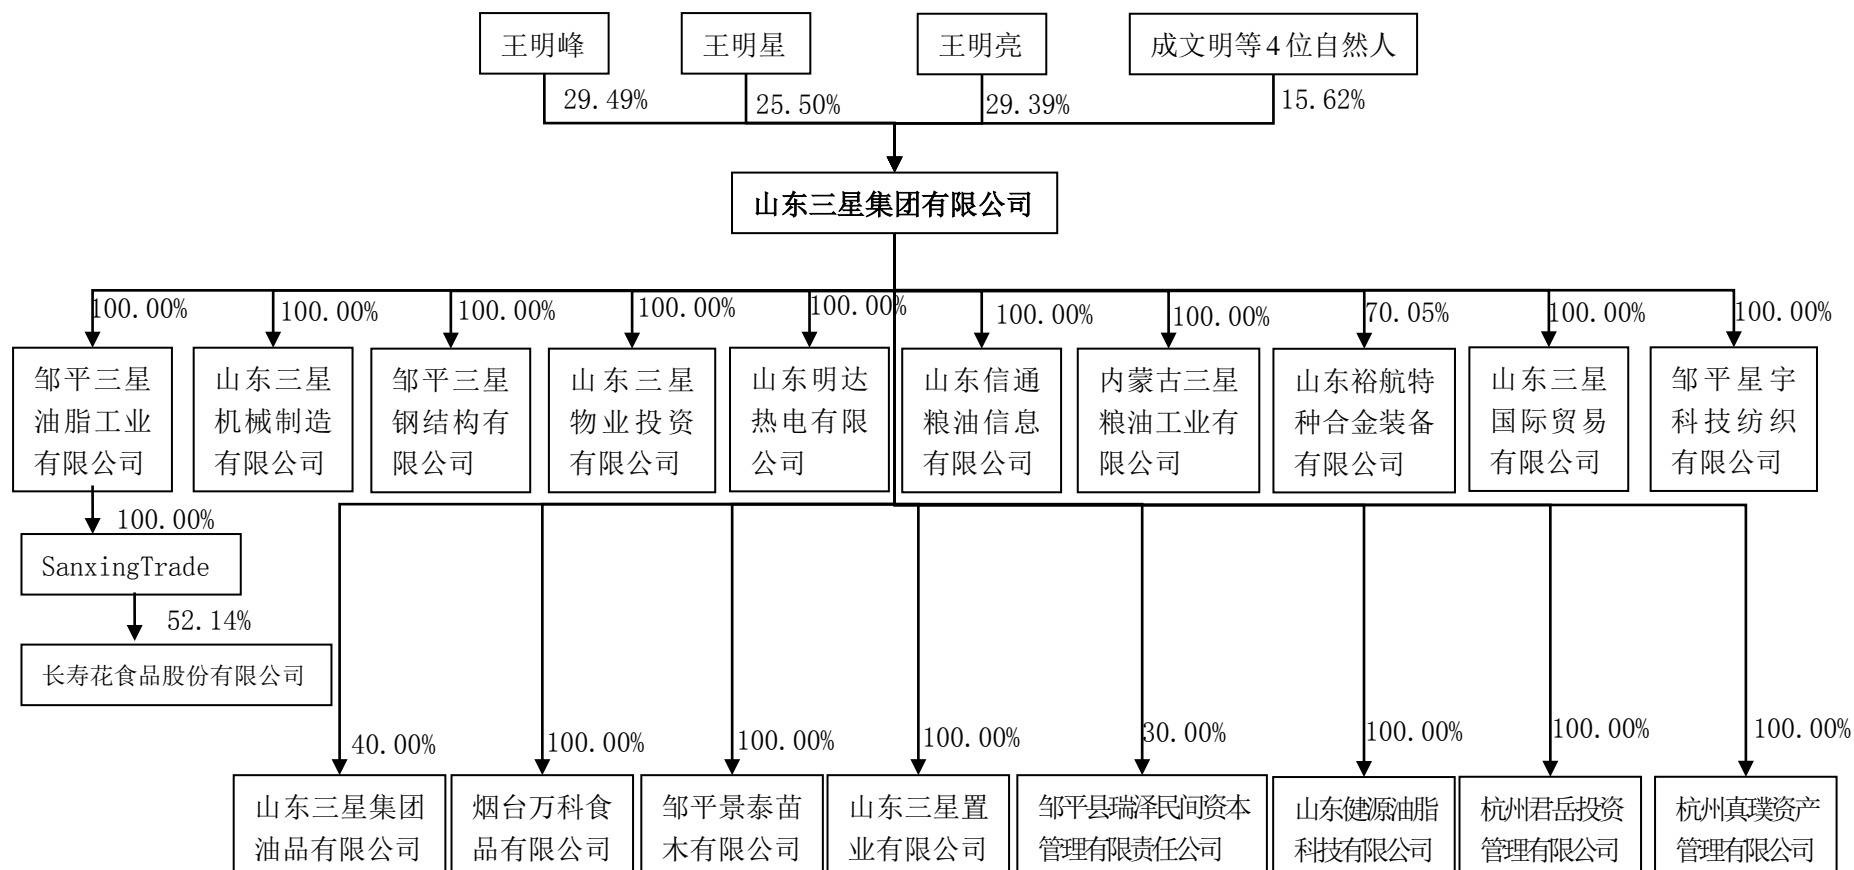 王明峰
王明星
王明亮
成文明等4位自然人
29.49%
25.50%
29.39%
15.62%
山东三星集团有限公司
100.00%
100.00%
100.00%
100.00%
100.00%
100.00%
100.00%
70.05%
100.00%
100.00%
邹平三星
油脂工业
有限公司
山东三星
机械制造
有限公司
邹平三星
钢结构有
限公司
山东三星
物业投资
有限公司
山东明达
热电有限
公司
山东信通
粮油信息
有限公司
内蒙古三星
粮油工业有
限公司
山东裕航特
种合金装备
有限公司
山东三星
国际贸易
有限公司
邹平星宇
科技纺织
有限公司
100.00%
SanxingTrade
52.14%
长寿花食品股份有限公司
40.00%
100.00%
100.00%
100.00%
30.00%
100.00%
100.00%
100.00%
山东三星集团
油品有限公司
烟台万科食
品有限公司
邹平景泰苗
木有限公司
山东三星置
业有限公司
邹平县瑞泽民间资本
管理有限责任公司
山东健源油脂
科技有限公司
杭州君岳投资
管理有限公司
杭州真璞资产
管理有限公司